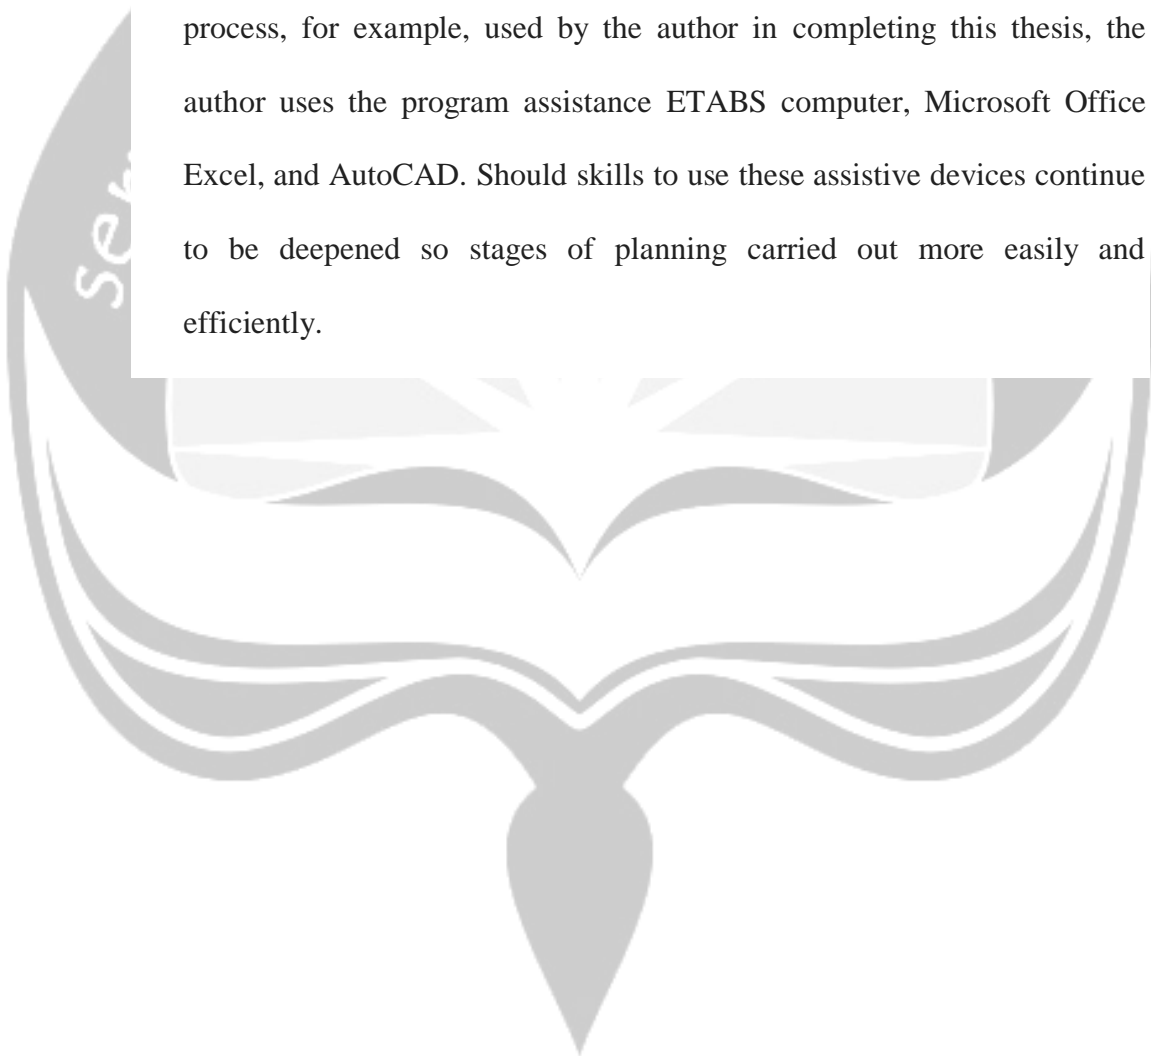 process, for example, used by the author in completing this thesis, the
author uses the program assistance ETABS computer, Microsoft Office
Excel, and AutoCAD. Should skills to use these assistive devices continue
to be deepened so stages of planning carried out more easily and
efficiently.